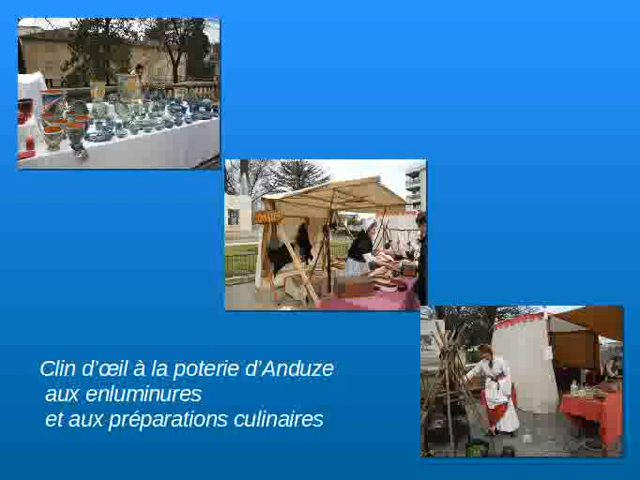 Clin d'œil à la poterie d'Anduze
aux enluminures
et aux préparations culinaires